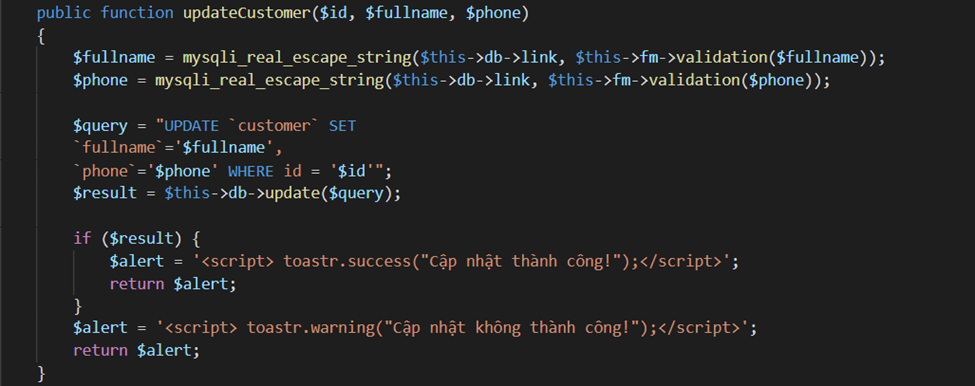 public function updateCustomer($id, $fullname, $phone)
{
    $fullname = mysqli_real_escape_string($this->db->link, $this->fm->validation($fullname));
    $phone = mysqli_real_escape_string($this->db->link, $this->fm->validation($phone));

    $query = "UPDATE `customer` SET
    `fullname`='$fullname',
    `phone`='$phone' WHERE id = '$id'";
    $result = $this->db->update($query);

    if ($result) {
        $alert = '<script> toastr.success("Cập nhật thành công!");</script>';
        return $alert;
    }
    $alert = '<script> toastr.warning("Cập nhật không thành công!");</script>';
    return $alert;
}